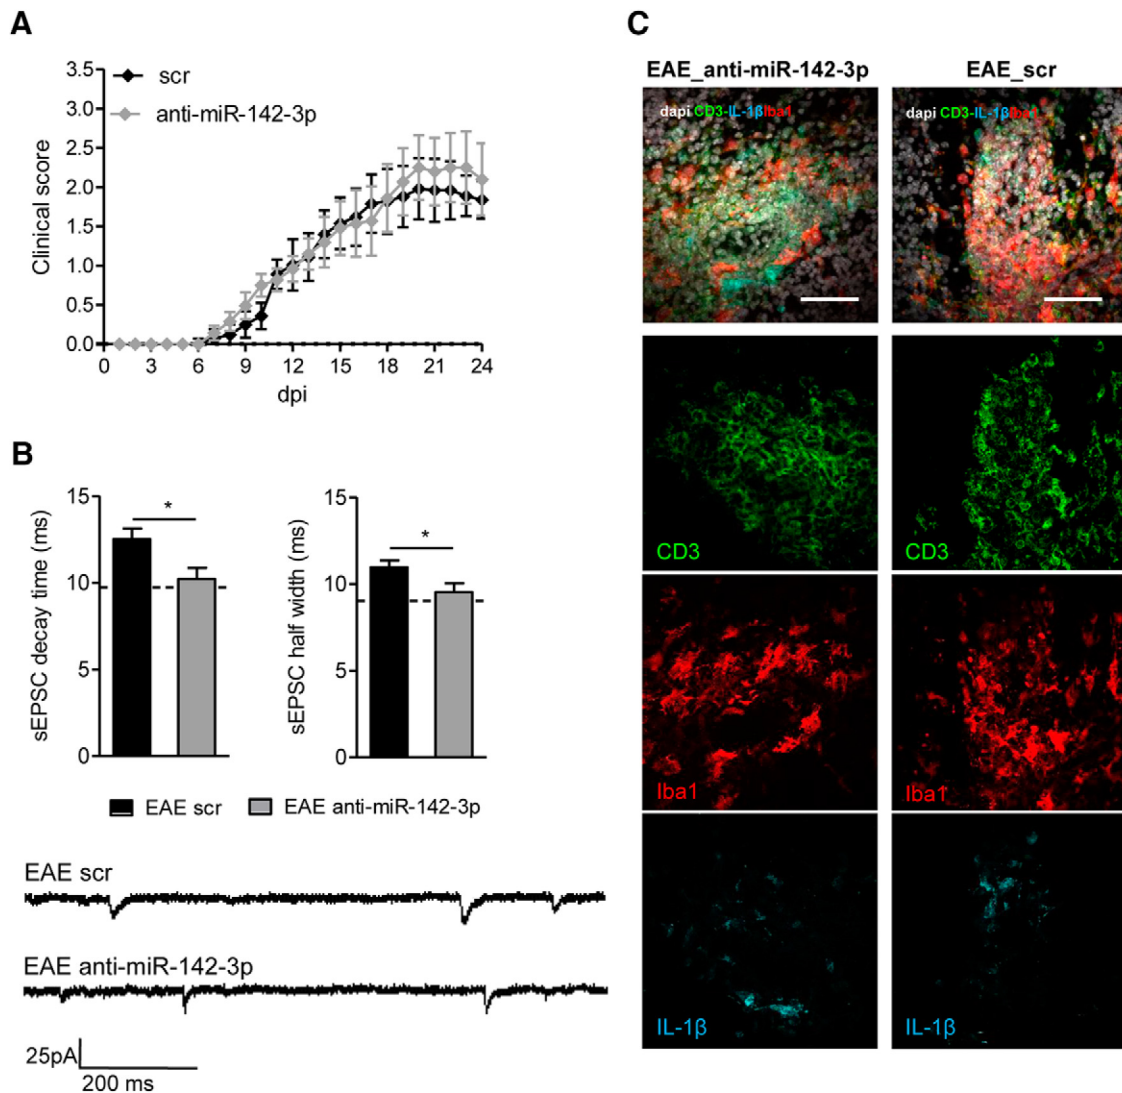 A
3.5
3.0
2.5
2.0
1.5
1.0
0.5
0.0
Clinical score
scr
anti-miR-142-3p
0 3 6 9 12 15 18 21 24
dpi
B
15
10
5
0
sEPSC decay time (ms)
*
15
10
5
0
sEPSC half width (ms)
*
EAE scr
EAE anti-miR-142-3p
EAE scr
EAE anti-miR-142-3p
25pA
200 ms
C
EAE_anti-miR-142-3p
EAE_scr
dapi CD3-IL-1βIba1
dapi CD3-IL-1βIba1
CD3
CD3
Iba1
Iba1
IL-1β
IL-1β